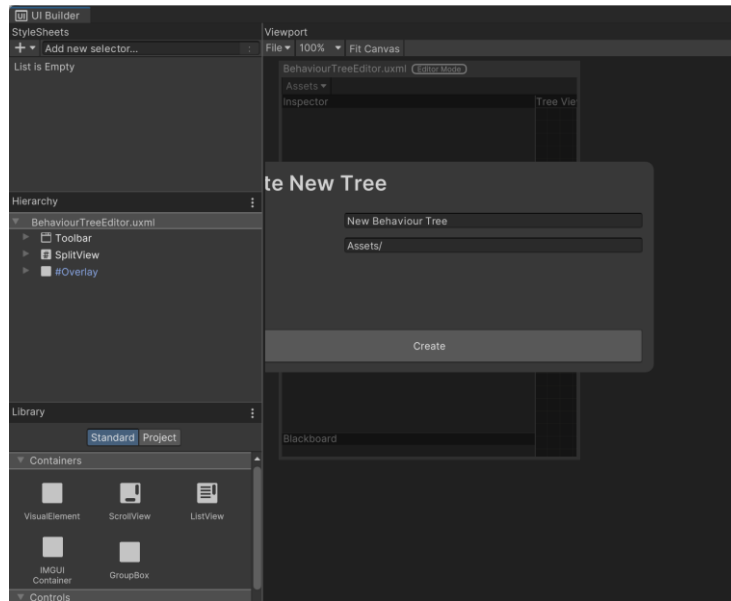 UI UI Builder
StyleSheets
Add new selector...
List is Empty
Hierarchy
BehaviourTreeEditor.uxml
Toolbar
# SplitView
#Overlay
Library
Standard Project
Containers
VisualElement ScrollView ListView
IMGUI
Container
GroupBox
Controls
Viewport
File 100% Fit Canvas
BehaviourTreeEditor.uxml Editor Mode
Assets
Inspector Tree Vie
te New Tree
New Behaviour Tree
Assets/
Create
Blackboard